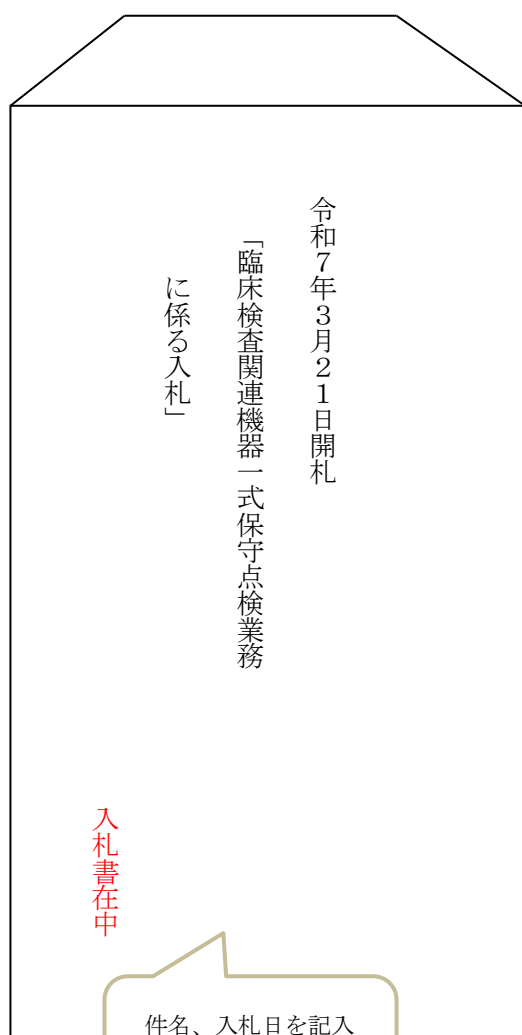 令和７年３月２１日開札
「臨床検査関連機器一式保守点検業務
に係る入札」
入札書在中
件名、入札日を記入